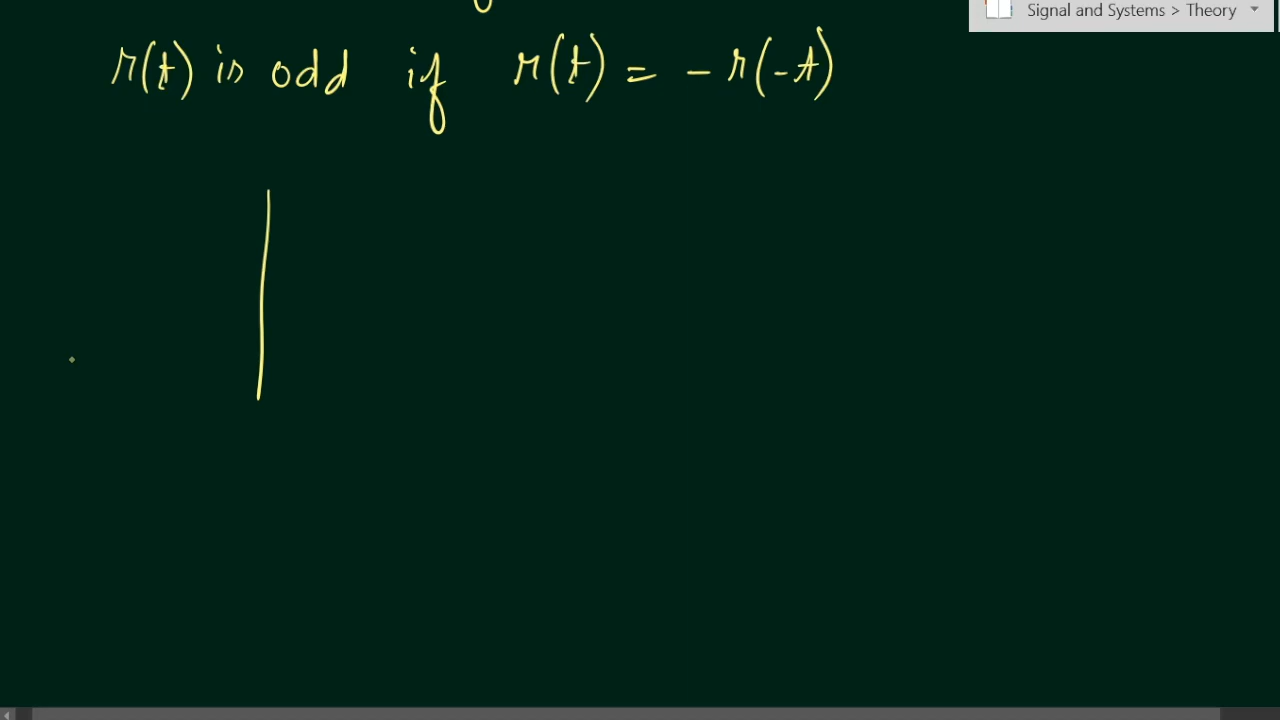 Signal and Systems > Theory
x(t) is odd if x(t) = - x(-t)